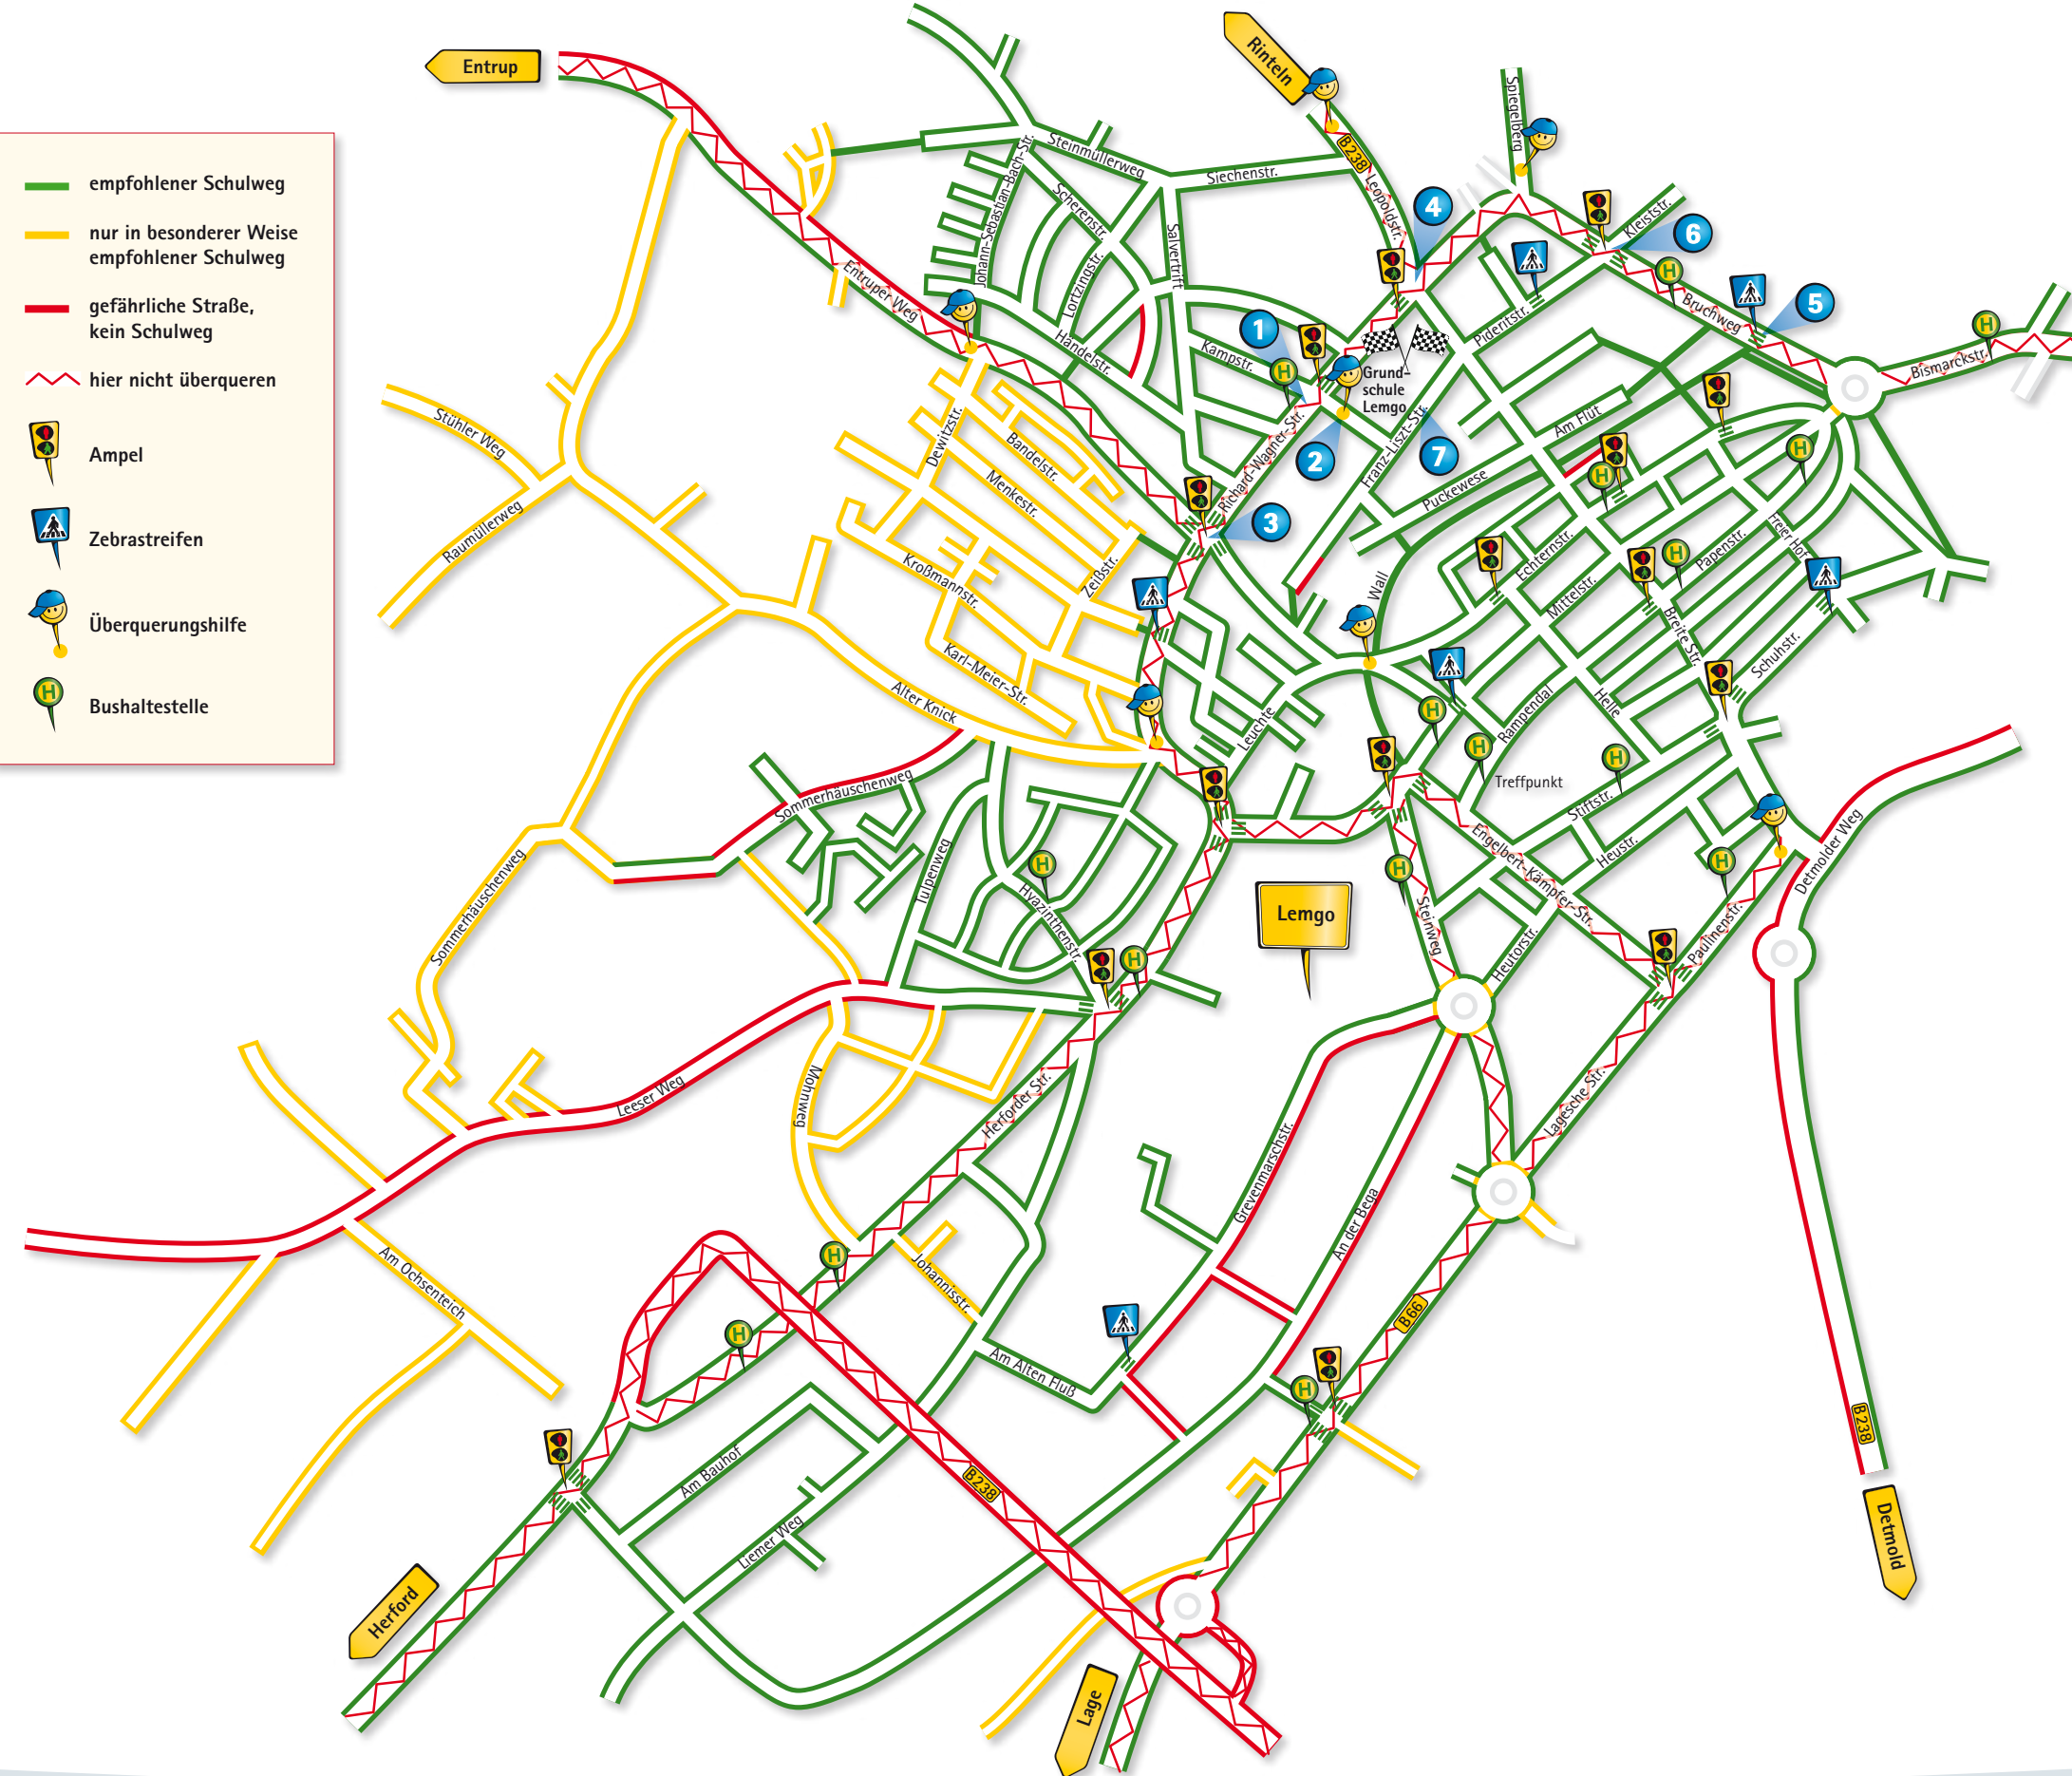 Entrup
Rinteln
empfohlener Schulweg
nur in besonderer Weise
empfohlener Schulweg
gefährliche Straße,
kein Schulweg
hier nicht überqueren
Ampel
Zebrastreifen
Überquerungshilfe
H
Bushaltestelle
Spiegelberg
B238
Leopoldstr.
Steinmüllerweg
Siechenstr.
Johann-Sebastian-Bach-Str.
Scherenstr.
Lortzingstr.
Salvertrift
Entruper Weg
Händelstr.
Kampstr.
Kleiststr.
Pideritstr.
Bruchweg
Bismarckstr.
H
H
H
1
2
3
4
5
6
7
Grund-
schule
Lemgo
Richard-Wagner-Str.
Franz-Liszt-Str.
Am Flut
Puckewese
H
H
Stühler Weg
Raumüllerweg
Dewitzstr.
Bandelstr.
Menkestr.
Kroßmannstr.
Zeißstr.
Karl-Meier-Str.
Alter Knick
Wall
Echternstr.
Mittelstr.
Papenstr.
Freier Hof
Breite Str.
Schuhstr.
H
Helle
Rampendal
Leuchte
H
H
H
Treffpunkt
Stiftstr.
Heustr.
H
Engelbert-Kämpfer-Str.
Sommerhäuschenweg
Sommerhäuschenweg
Tulpenweg
Hyazinthenstr.
H
H
H
Lemgo
Steinweg
Heutorstr.
Paulinenstr.
Detmolder Weg
Leeser Weg
Mohnweg
Herforder Str.
Lagesche Str.
Grevenmarschstr.
An der Bega
Am Ochsenteich
Johannisstr.
H
H
Am Alten Fluß
B66
H
B238
B238
Am Bauhof
Liemer Weg
Herford
Lage
Detmold